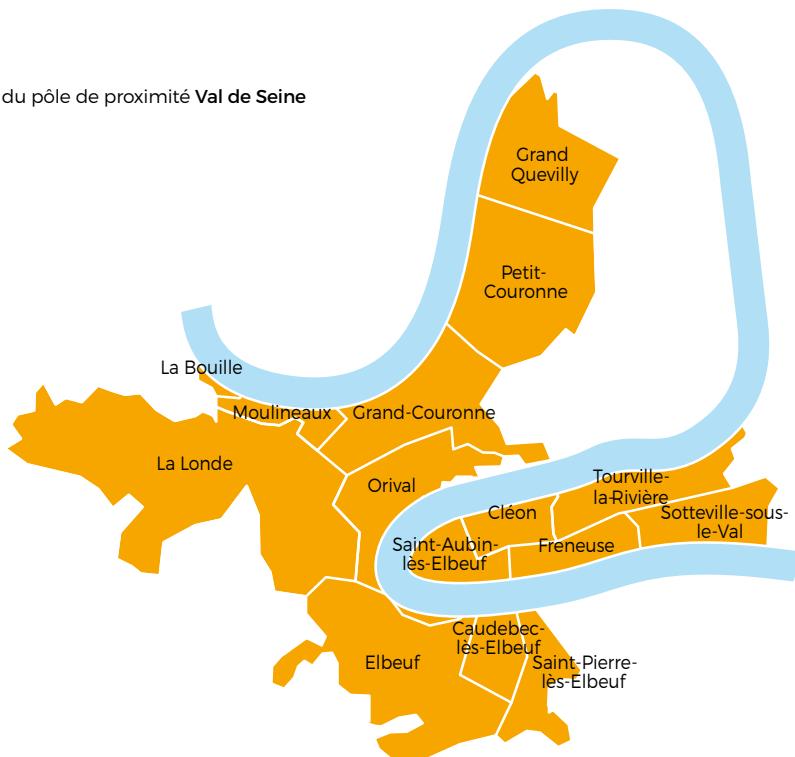 du pôle de proximité Val de Seine
Grand
Quevilly
Petit-
Couronne
La Bouille
Moulineaux
Grand-Couronne
La Londe
Orival
Tourville-
la-Rivière
Cléon
Sotteville-sous-
le-Val
Saint-Aubin-
lès-Elbeuf
Freneuse
Caudebec-
lès-Elbeuf
Elbeuf
Saint-Pierre-
lès-Elbeuf